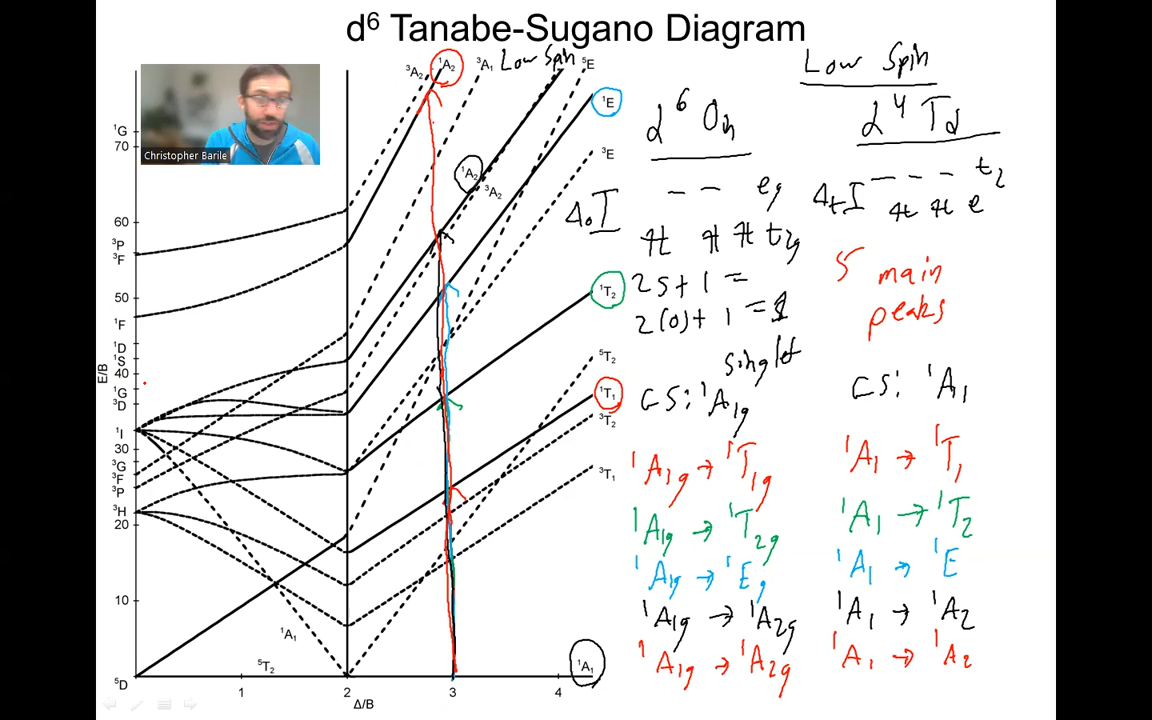 d⁶ Tanabe-Sugano Diagram
Christopher Barile
³A₂
¹A₂
³A₁
Low Spin
⁵E
¹E
³E
¹A₂
³A₂
¹T₂
⁵T₂
¹T₁
³T₂
³T₁
¹A₁
¹A₁
⁵T₂
¹G
70
60
³P
³F
50
¹F
¹D
¹S
40
¹G
³D
¹I
30
³G
³F
³P
³H
20
10
⁵D
E/B
1
2
3
4
Δ/B
Low Spin
d⁶ Oh
d⁴ Td
Δo
eg
t2g
Δt
t2
e
2S+1 =
2(0)+1 = 1
singlet
5 main
peaks
GS: ¹A1g
GS: ¹A1
¹A1g → ¹T1g
¹A1 → ¹T1
¹A1g → ¹T2g
¹A1 → ¹T2
¹A1g → ¹Eg
¹A1 → ¹E
¹A1g → ¹A2g
¹A1 → ¹A2
¹A1g → ¹A2g
¹A1 → ¹A2